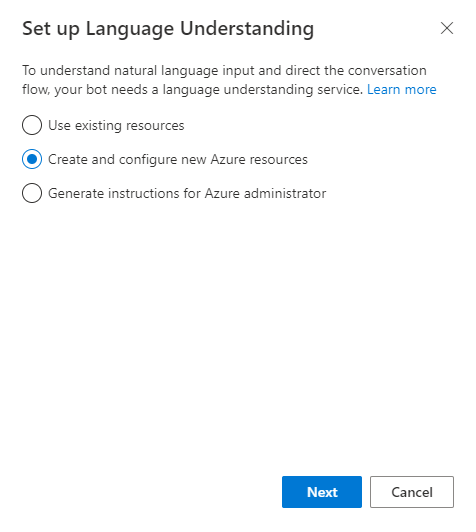 Set up Language Understanding
To understand natural language input and direct the conversation
flow, your bot needs a language understanding service. Learn more
Use existing resources
Create and configure new Azure resources
Generate instructions for Azure administrator
Next
Cancel